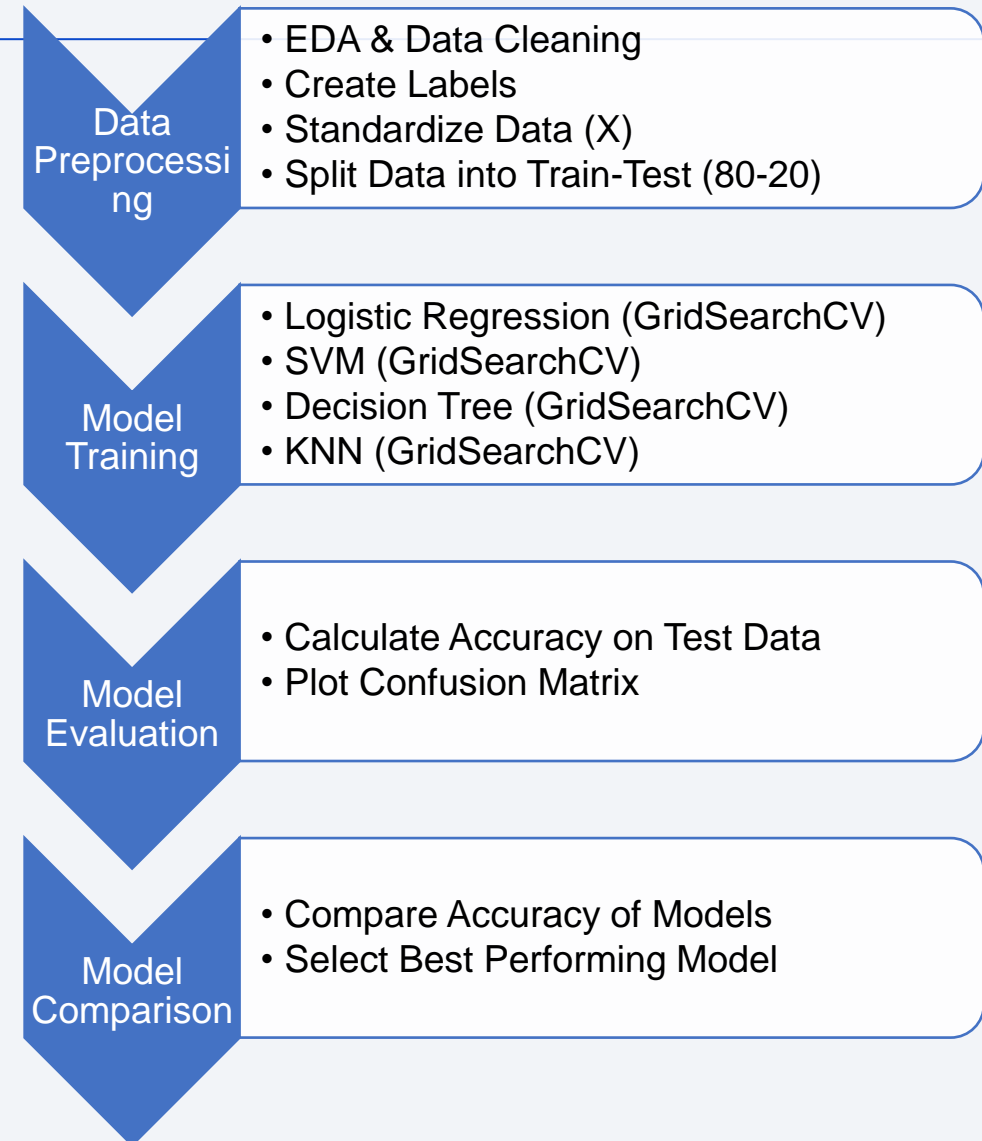 Data
Preprocessi
ng
• EDA & Data Cleaning
• Create Labels
• Standardize Data (X)
• Split Data into Train-Test (80-20)
Model
Training
• Logistic Regression (GridSearchCV)
• SVM (GridSearchCV)
• Decision Tree (GridSearchCV)
• KNN (GridSearchCV)
Model
Evaluation
• Calculate Accuracy on Test Data
• Plot Confusion Matrix
Model
Comparison
• Compare Accuracy of Models
• Select Best Performing Model